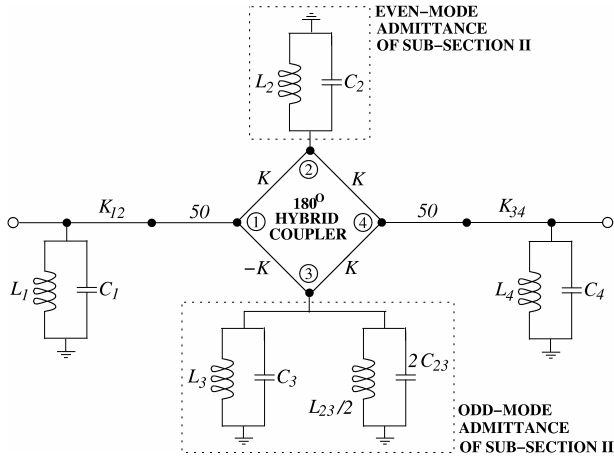 EVEN−MODE
ADMITTANCE
OF SUB−SECTION II
L2
C2
K
K
2
K12
50
1
180O
HYBRID
COUPLER
4
50
K34
−K
3
K
L1
C1
L4
C4
L3
C3
L23/2
2C23
ODD−MODE
ADMITTANCE
OF SUB−SECTION II